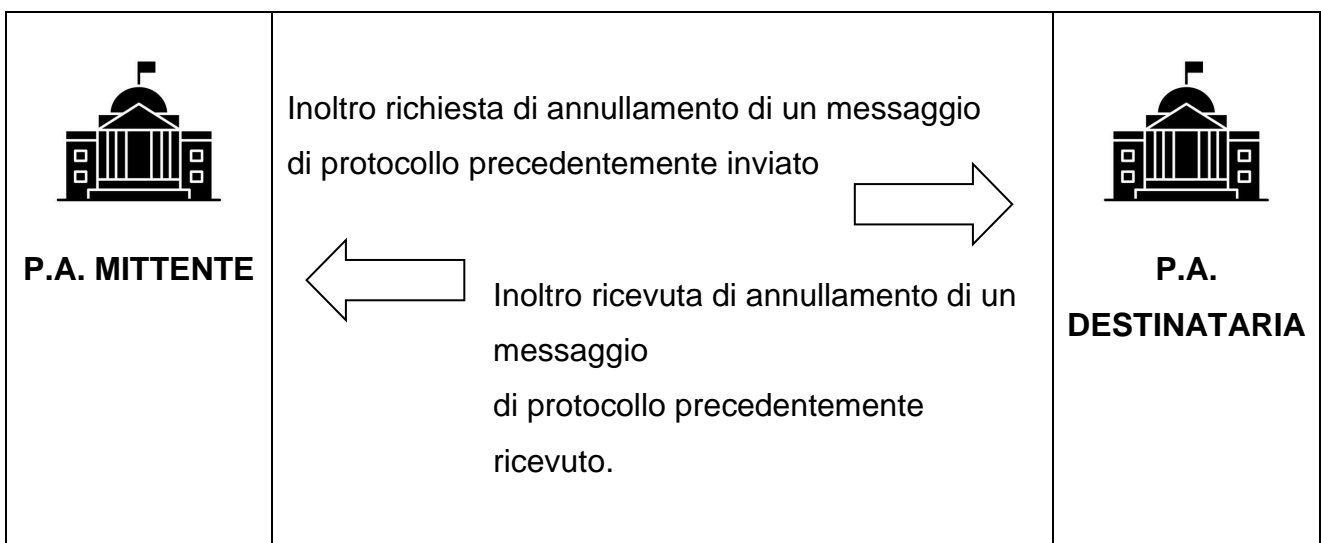 P.A. MITTENTE
Inoltro richiesta di annullamento di un messaggio
di protocollo precedentemente inviato
Inoltro ricevuta di annullamento di un
messaggio
di protocollo precedentemente
ricevuto.
P.A.
DESTINATARIA